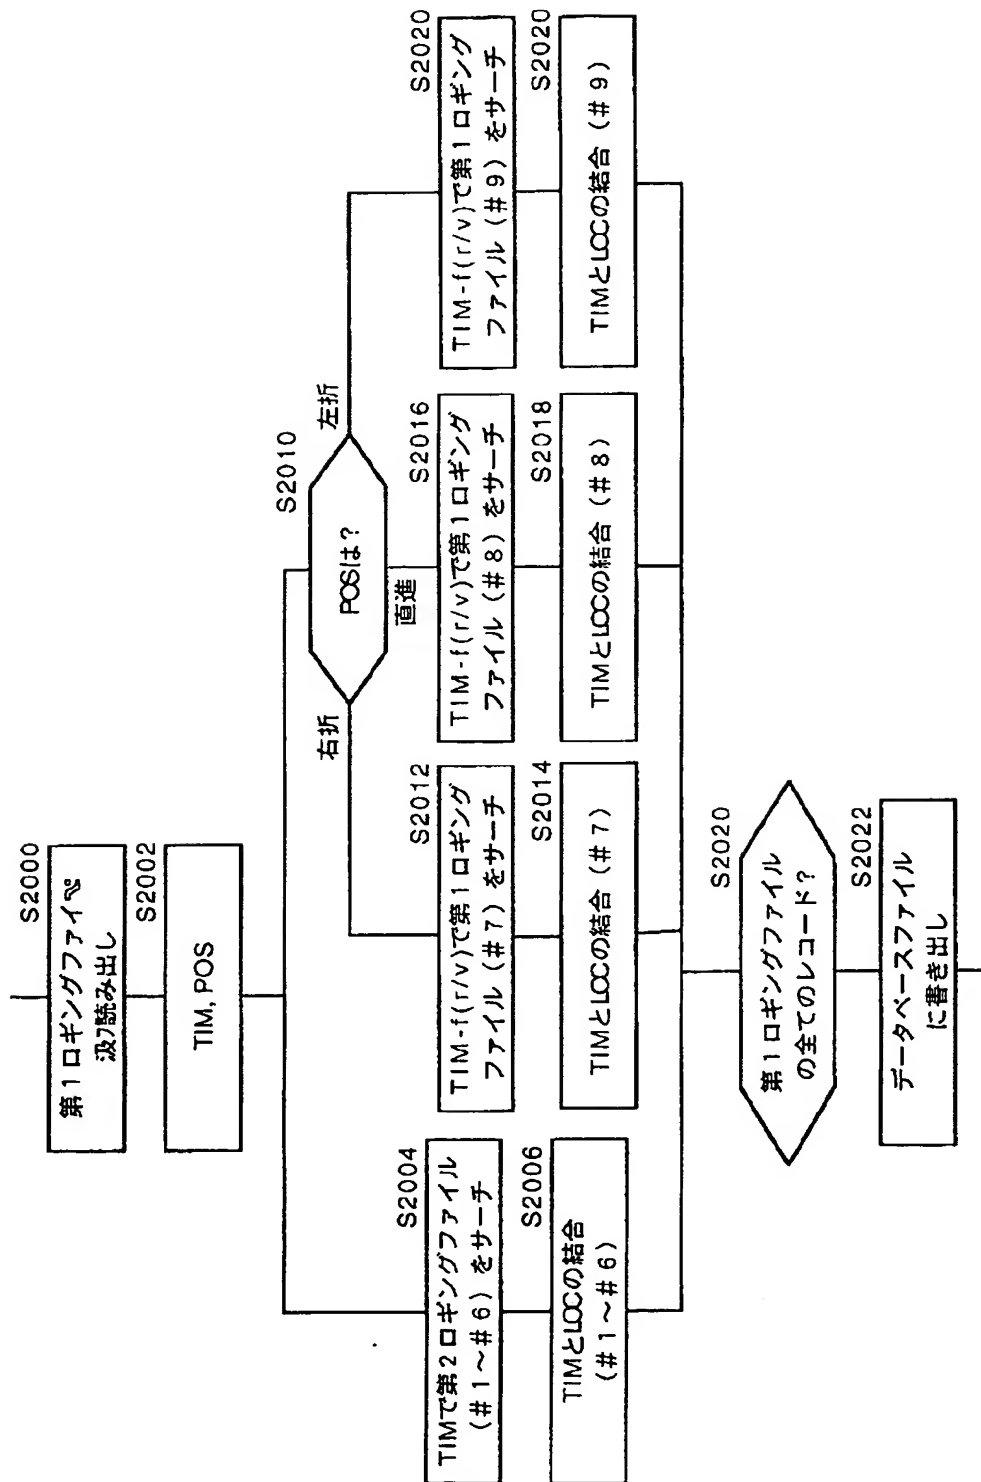 S2000
第1ロギングファイ
読み出し
S2002
TIM, POS
S2004
TIMで第2ロギングファイル
(#1~#6)をサーチ
S2006
TIMとLOCの結合
(#1~#6)
S2010
POSは?
右折
直進
左折
S2012
TIM-f(r/v)で第1ロギング
ファイル(#7)をサーチ
S2014
TIMとLOCの結合(#7)
S2016
TIM-f(r/v)で第1ロギング
ファイル(#8)をサーチ
S2018
TIMとLOCの結合(#8)
S2020
TIM-f(r/v)で第1ロギング
ファイル(#9)をサーチ
S2020
TIMとLOCの結合(#9)
S2020
第1ロギングファイル
の全てのレコード?
S2022
データベースファイル
に書き出し